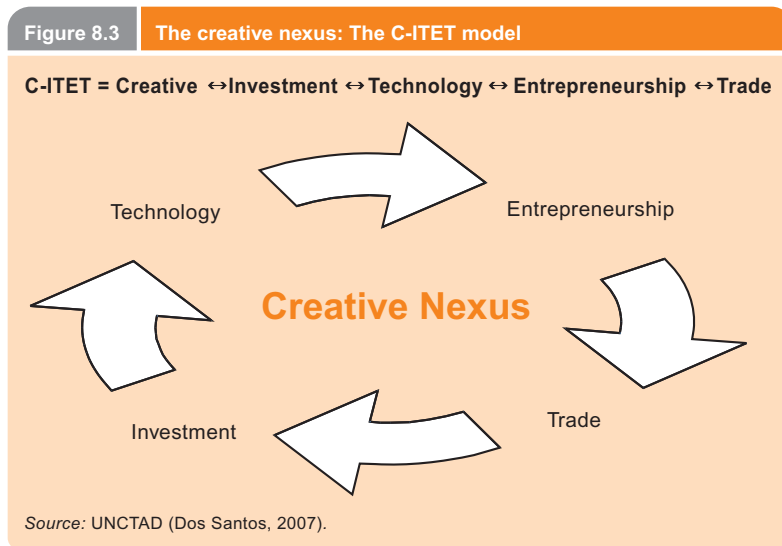 Figure 8.3 The creative nexus: The C-ITET model
C-ITET = Creative ↔Investment ↔ Technology ↔ Entrepreneurship ↔ Trade
Technology
Entrepreneurship
Creative Nexus
Trade
Investment
Source: UNCTAD (Dos Santos, 2007).